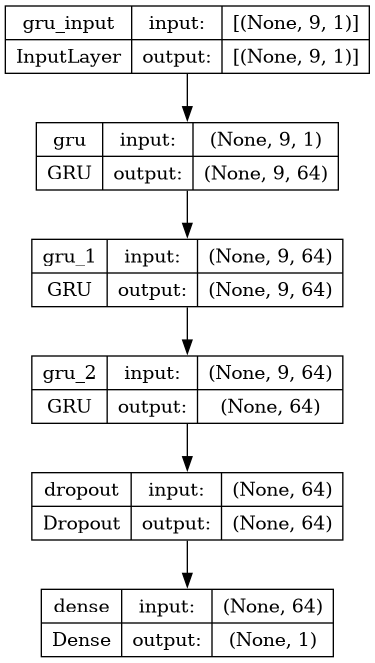 gru_input input: [(None, 9, 1)]
InputLayer output: [(None, 9, 1)]
gru input: (None, 9, 1)
GRU output: (None, 9, 64)
gru_1 input: (None, 9, 64)
GRU output: (None, 9, 64)
gru_2 input: (None, 9, 64)
GRU output: (None, 64)
dropout input: (None, 64)
Dropout output: (None, 64)
dense input: (None, 64)
Dense output: (None, 1)